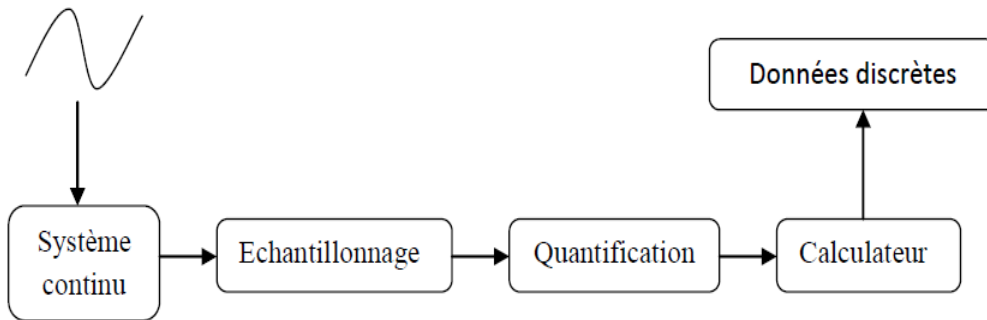 Données discrètes
Système
continu
Echantillonnage
Quantification
Calculateur